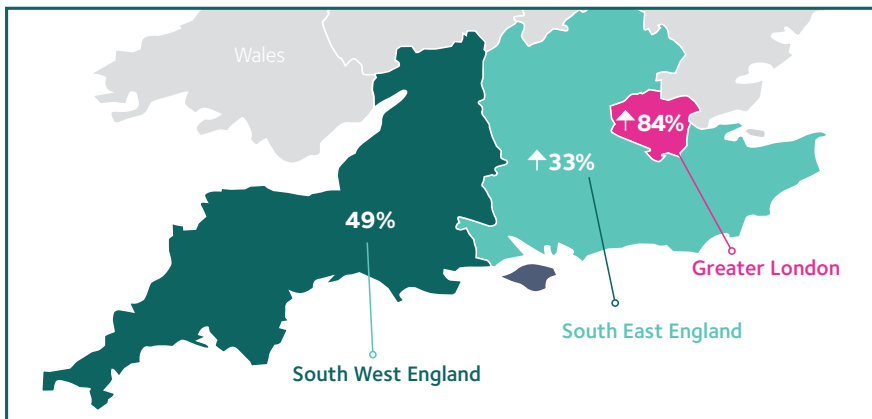 Wales
84%
33%
49%
Greater London
South East England
South West England